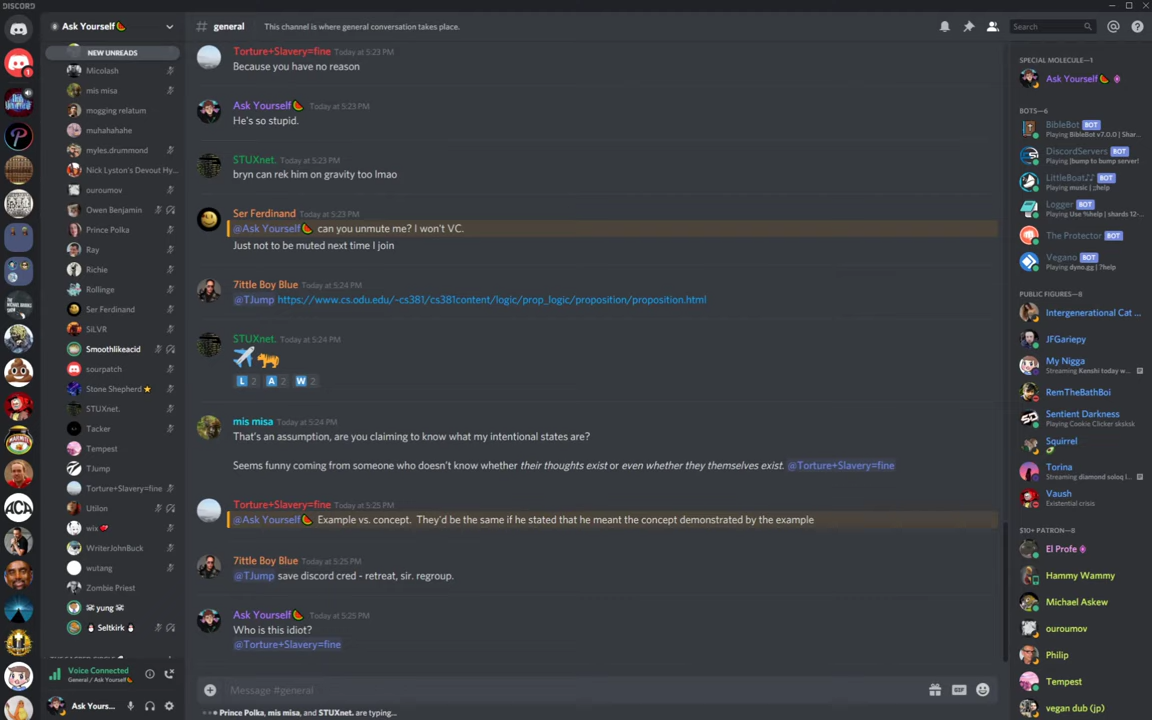 DISCORD
Ask Yourself🍉
# general
This channel is where general conversation takes place.
Search
NEW UNREADS
Micolash
mis misa
mogging relatum
muhahahahe
myles.drummond
Nick Lyston's Devout Hy...
ouroumov
Owen Benjamin
Prince Polka
Ray
Richie
Rollinge
Ser Ferdinand
SiLVR
Smoothlikeacid
sourpatch
Stone Shepherd⭐
STUXnet.
Tacker
Tempest
TJump
Torture+Slavery=fine
Utilon
wix
WriterJohnBuck
wutang
Zombie Priest
yung
Seltkirk
Voice Connected
General / Ask Yourself🍉
Ask Yours...
Torture+Slavery=fine Today at 5:23 PM
Because you have no reason
Ask Yourself🍉 Today at 5:23 PM
He's so stupid.
STUXnet. Today at 5:23 PM
bryn can rek him on gravity too lmao
Ser Ferdinand Today at 5:23 PM
@Ask Yourself🍉 can you unmute me? I won't VC.
Just not to be muted next time I join
7ittle Boy Blue Today at 5:24 PM
@TJump https://www.cs.odu.edu/~cs381/cs381content/logic/prop_logic/proposition/proposition.html
STUXnet. Today at 5:24 PM
✈️🐅
L 2 A 2 W 2
mis misa Today at 5:24 PM
That's an assumption, are you claiming to know what my intentional states are?
Seems funny coming from someone who doesn't know whether their thoughts exist or even whether they themselves exist. @Torture+Slavery=fine
Torture+Slavery=fine Today at 5:25 PM
@Ask Yourself🍉 Example vs. concept. They'd be the same if he stated that he meant the concept demonstrated by the example
7ittle Boy Blue Today at 5:25 PM
@TJump save discord cred - retreat, sir. regroup.
Ask Yourself🍉 Today at 5:25 PM
Who is this idiot?
@Torture+Slavery=fine
Message #general
GIF
Prince Polka, mis misa, and STUXnet. are typing...
SPECIAL MOLECULE—1
Ask Yourself🍉
BOTS—6
BibleBot BOT
Playing BibleBot v7.0.0 | Shar...
DiscordServers BOT
Playing !bump to bump server!
LittleBoat♪♪ BOT
Playing music | ;;help
Logger BOT
Playing Use %help | shards 12-...
The Protector BOT
Vegano BOT
Playing dyno.gg | ?help
PUBLIC FIGURES—8
Intergenerational Cat ...
JFGariepy
My Nigga
Streaming Kenshi today w...
RemTheBathBoi
Sentient Darkness
Playing Cookie Clicker sksksk
Squirrel
Torina
Streaming diamond soloq i...
Vaush
Existential crisis
$10+ PATRON—8
El Profe
Hammy Wammy
Michael Askew
ouroumov
Philip
Tempest
vegan dub (jp)